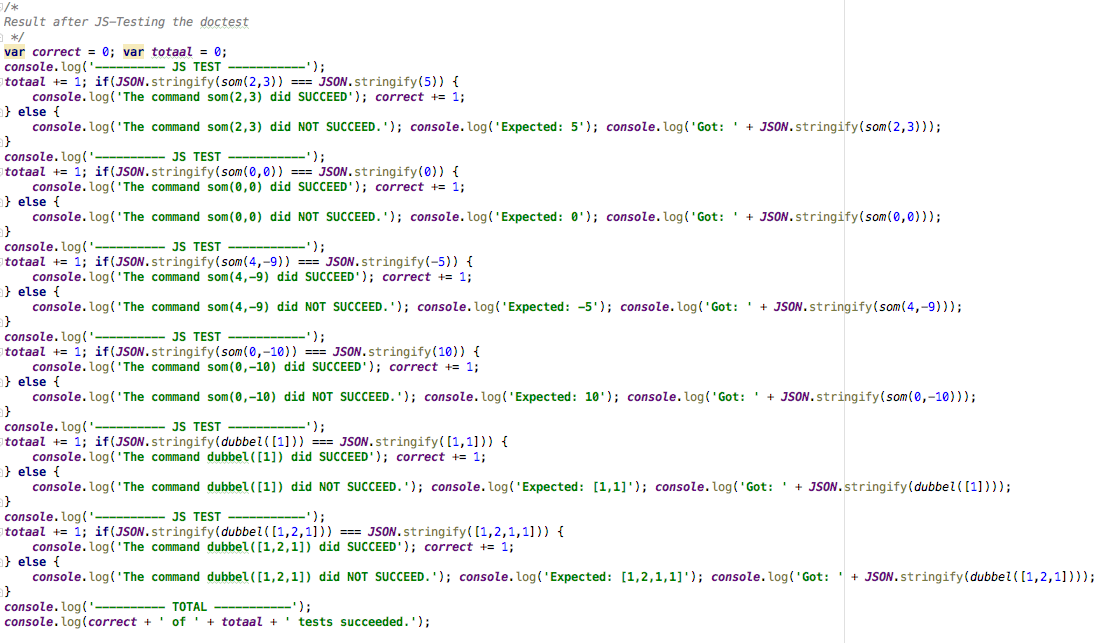 /*
Result after JS-Testing the doctest
*/
var correct = 0; var totaal = 0;
console.log('---------- JS TEST -----------');
totaal += 1; if(JSON.stringify(som(2,3)) === JSON.stringify(5)) {
console.log('The command som(2,3) did SUCCEED'); correct += 1;
} else {
console.log('The command som(2,3) did NOT SUCCEED.'); console.log('Expected: 5'); console.log('Got: ' + JSON.stringify(som(2,3)));
}
console.log('---------- JS TEST -----------');
totaal += 1; if(JSON.stringify(som(0,0)) === JSON.stringify(0)) {
console.log('The command som(0,0) did SUCCEED'); correct += 1;
} else {
console.log('The command som(0,0) did NOT SUCCEED.'); console.log('Expected: 0'); console.log('Got: ' + JSON.stringify(som(0,0)));
}
console.log('---------- JS TEST -----------');
totaal += 1; if(JSON.stringify(som(4,-9)) === JSON.stringify(-5)) {
console.log('The command som(4,-9) did SUCCEED'); correct += 1;
} else {
console.log('The command som(4,-9) did NOT SUCCEED.'); console.log('Expected: -5'); console.log('Got: ' + JSON.stringify(som(4,-9)));
}
console.log('---------- JS TEST -----------');
totaal += 1; if(JSON.stringify(som(0,-10)) === JSON.stringify(10)) {
console.log('The command som(0,-10) did SUCCEED'); correct += 1;
} else {
console.log('The command som(0,-10) did NOT SUCCEED.'); console.log('Expected: 10'); console.log('Got: ' + JSON.stringify(som(0,-10)));
}
console.log('---------- JS TEST -----------');
totaal += 1; if(JSON.stringify(dubbel([1])) === JSON.stringify([1,1])) {
console.log('The command dubbel([1]) did SUCCEED'); correct += 1;
} else {
console.log('The command dubbel([1]) did NOT SUCCEED.'); console.log('Expected: [1,1]'); console.log('Got: ' + JSON.stringify(dubbel([1])));
}
console.log('---------- JS TEST -----------');
totaal += 1; if(JSON.stringify(dubbel([1,2,1])) === JSON.stringify([1,2,1,1])) {
console.log('The command dubbel([1,2,1]) did SUCCEED'); correct += 1;
} else {
console.log('The command dubbel([1,2,1]) did NOT SUCCEED.'); console.log('Expected: [1,2,1,1]'); console.log('Got: ' + JSON.stringify(dubbel([1,2,1])));
}
console.log('---------- TOTAL -----------');
console.log(correct + ' of ' + totaal + ' tests succeeded.');